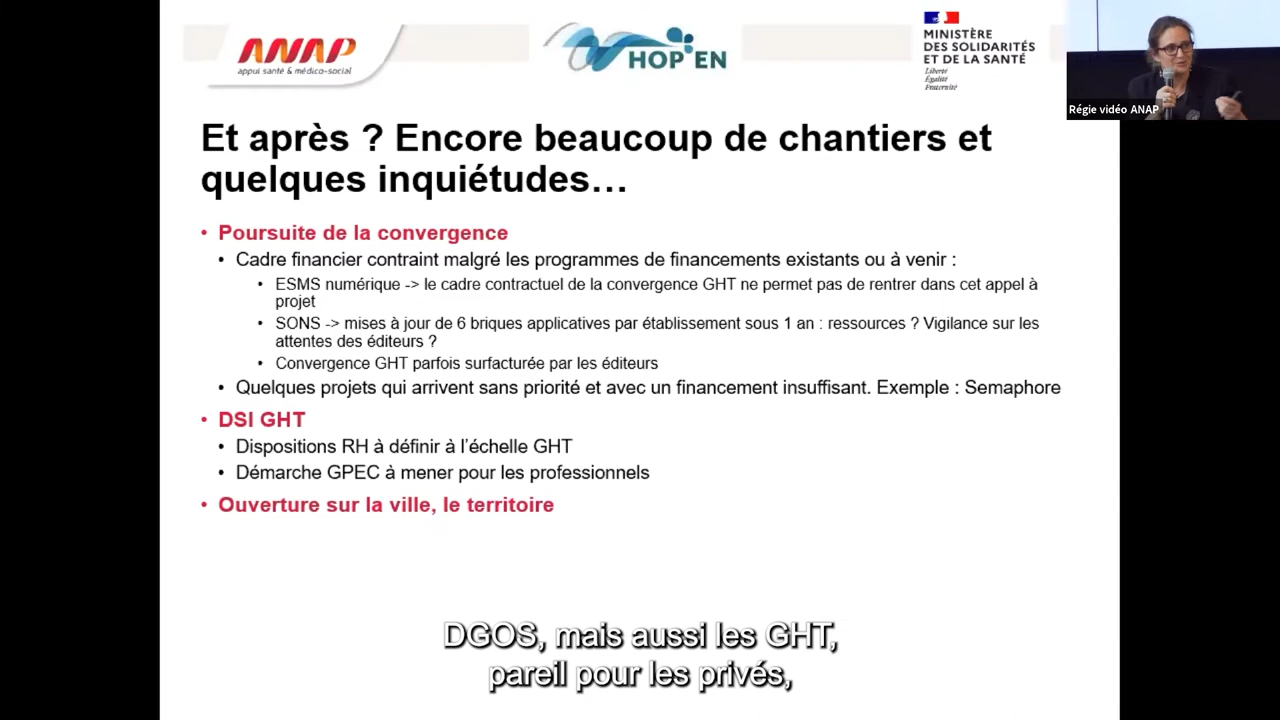 ANAP
appui santé & médico-social
HOP'EN
MINISTÈRE
DES SOLIDARITÉS
ET DE LA SANTÉ
Liberté
Égalité
Fraternité
Régie vidéo ANAP
Et après ? Encore beaucoup de chantiers et
quelques inquiétudes…
• Poursuite de la convergence
• Cadre financier contraint malgré les programmes de financements existants ou à venir :
• ESMS numérique -> le cadre contractuel de la convergence GHT ne permet pas de rentrer dans cet appel à
projet
• SONS -> mises à jour de 6 briques applicatives par établissement sous 1 an : ressources ? Vigilance sur les
attentes des éditeurs ?
• Convergence GHT parfois surfacturée par les éditeurs
• Quelques projets qui arrivent sans priorité et avec un financement insuffisant. Exemple : Semaphore
• DSI GHT
• Dispositions RH à définir à l'échelle GHT
• Démarche GPEC à mener pour les professionnels
• Ouverture sur la ville, le territoire
DGOS, mais aussi les GHT,
pareil pour les privés,